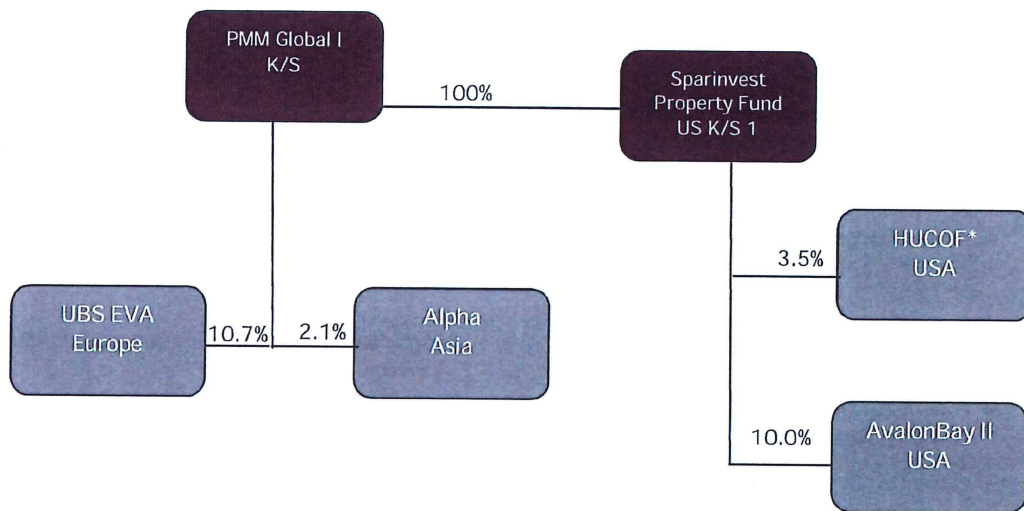 PMM Global I
K/S
100%
Sparinvest
Property Fund
US K/S 1
HUCOF*
USA
3.5%
UBS EVA
Europe
10.7%
2.1%
Alpha
Asia
10.0%
AvalonBay II
USA